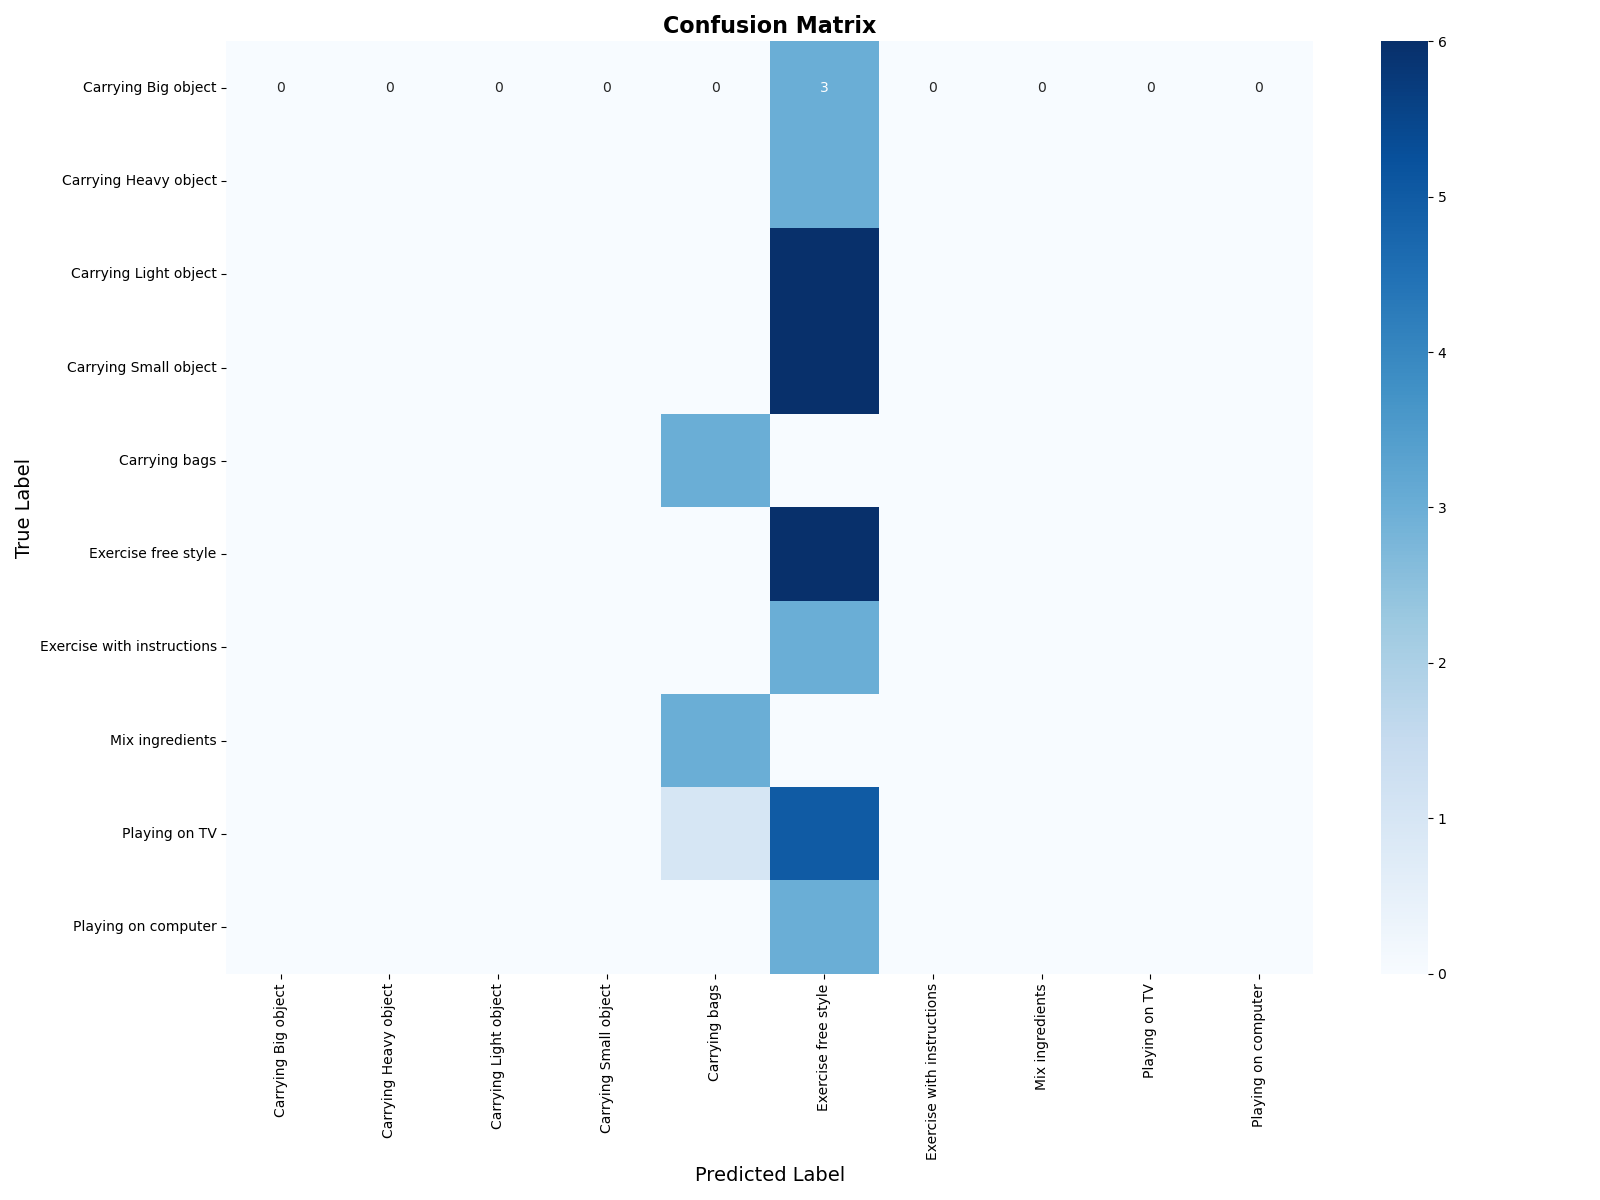 Confusion Matrix
Carrying Big object
0 0 0 0 0 3 0 0 0 0
Carrying Heavy object
Carrying Light object
Carrying Small object
Carrying bags
Exercise free style
Exercise with instructions
Mix ingredients
Playing on TV
Playing on computer
True Label
Carrying Big object
Carrying Heavy object
Carrying Light object
Carrying Small object
Carrying bags
Exercise free style
Exercise with instructions
Mix ingredients
Playing on TV
Playing on computer
Predicted Label
6
5
4
3
2
1
0